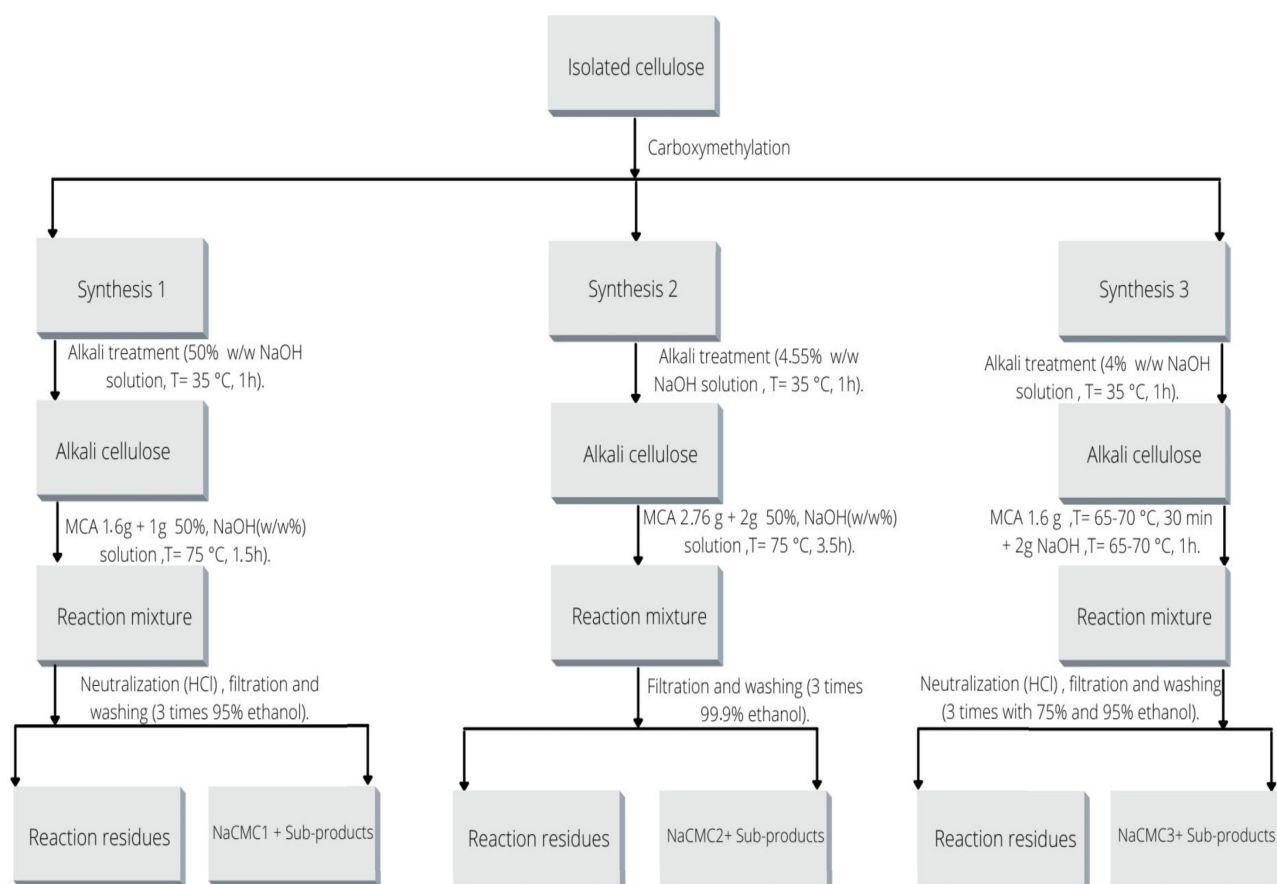 Isolated cellulose
Carboxymethylation
Synthesis 1
Synthesis 2
Synthesis 3
Alkali treatment (50% w/w NaOH
solution, T= 35 °C, 1h).
Alkali treatment (4.55% w/w
NaOH solution , T= 35 °C, 1h).
Alkali treatment (4% w/w NaOH
solution , T= 35 °C, 1h).
Alkali cellulose
Alkali cellulose
Alkali cellulose
MCA 1.6g + 1g 50%, NaOH(w/w%)
solution ,T= 75 °C, 1.5h).
MCA 2.76 g + 2g 50%, NaOH(w/w%)
solution ,T= 75 °C, 3.5h).
MCA 1.6 g ,T= 65-70 °C, 30 min
+ 2g NaOH ,T= 65-70 °C, 1h.
Reaction mixture
Reaction mixture
Reaction mixture
Neutralization (HCl) , filtration and
washing (3 times 95% ethanol).
Filtration and washing (3 times
99.9% ethanol).
Neutralization (HCl) , filtration and washing
(3 times with 75% and 95% ethanol).
Reaction residues
NaCMC1 + Sub-products
Reaction residues
NaCMC2+ Sub-products
Reaction residues
NaCMC3+ Sub-products